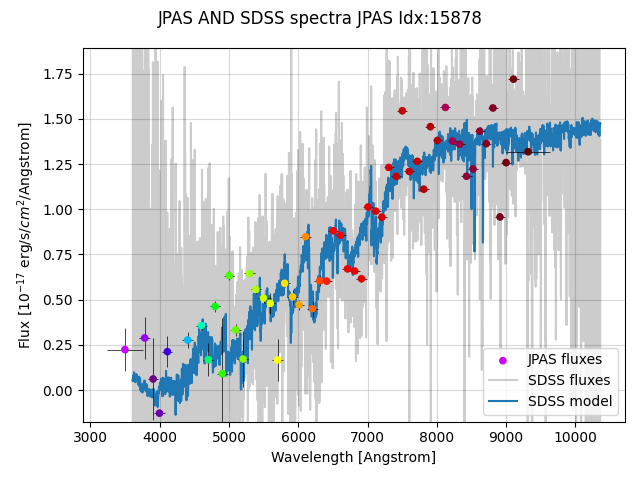 JPAS AND SDSS spectra JPAS Idx:15878
Flux [10⁻¹⁷ erg/s/cm²/Angstrom]
1.75
1.50
1.25
1.00
0.75
0.50
0.25
0.00
JPAS fluxes
SDSS fluxes
SDSS model
3000 4000 5000 6000 7000 8000 9000 10000
Wavelength [Angstrom]